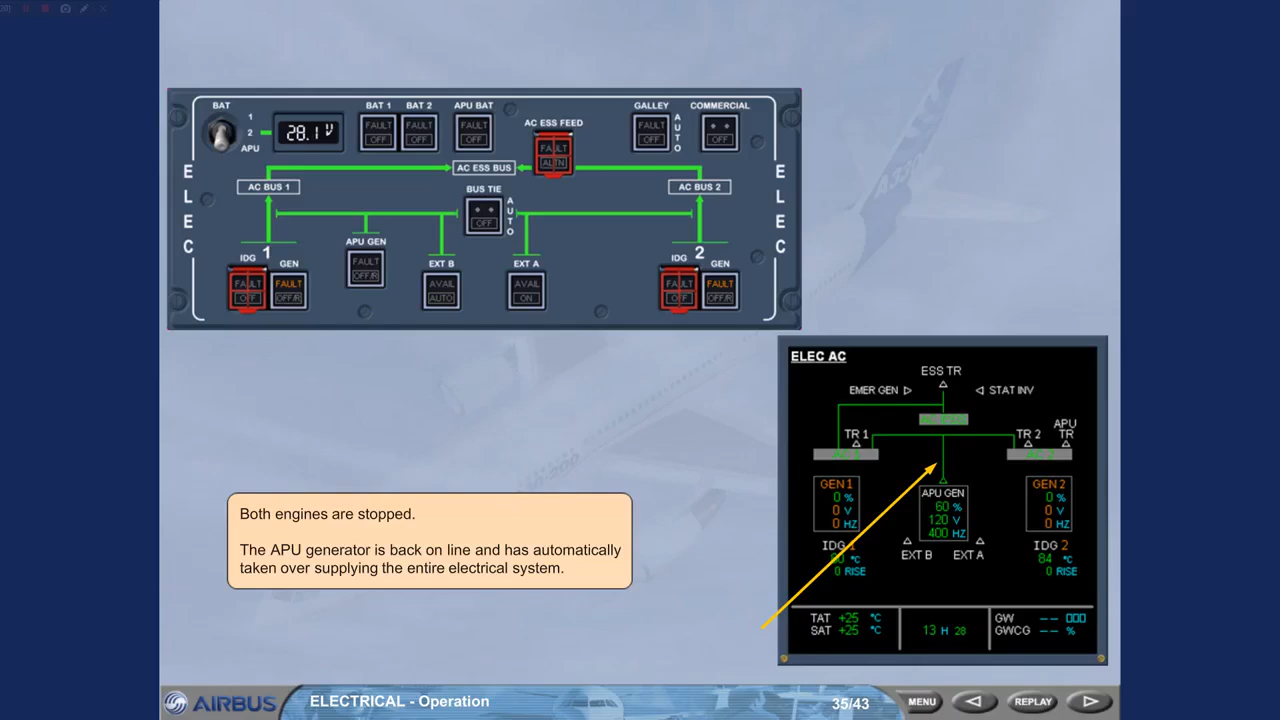 BAT
1
2
APU
28.1 V
BAT 1
BAT 2
APU BAT
AC ESS FEED
GALLEY
COMMERCIAL
FAULT
OFF
FAULT
OFF
FAULT
OFF
FAULT
ALTN
FAULT
OFF
AUTO
OFF
AC ESS BUS
ELEC
ELEC
AC BUS 1
BUS TIE
AC BUS 2
OFF
AUTO
APU GEN
FAULT
OFF/R
IDG
1
GEN
EXT B
EXT A
IDG
2
GEN
FAULT
OFF
FAULT
OFF/R
AVAIL
AUTO
AVAIL
ON
FAULT
OFF
FAULT
OFF/R
ELEC AC
ESS TR
EMER GEN
STAT INV
TR 1
TR 2
APU
TR
GEN 1
0 %
0 V
0 HZ
APU GEN
60 %
120 V
400 HZ
GEN 2
0 %
0 V
0 HZ
IDG 1
°C
0 RISE
EXT B
EXT A
IDG 2
84 °C
0 RISE
TAT +25 °C
SAT +25 °C
13 H 28
GW -- --
GWCG -- -- %
Both engines are stopped.
The APU generator is back on line and has automatically
taken over supplying the entire electrical system.
AIRBUS
ELECTRICAL - Operation
35/43
MENU
REPLAY